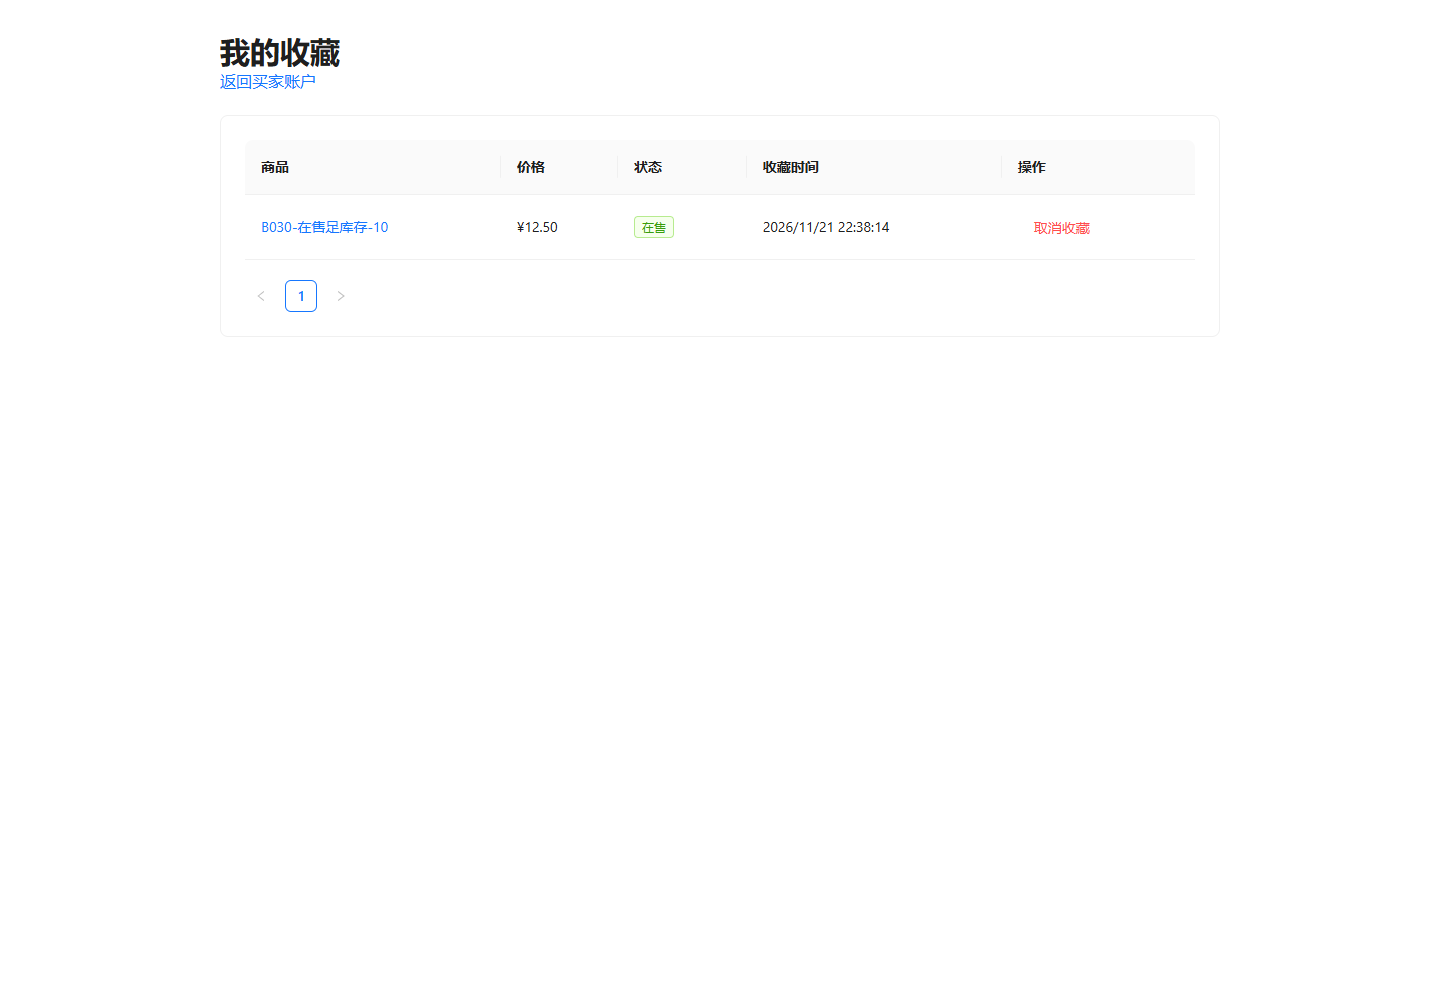 我的收藏
返回买家账户
商品 价格 状态 收藏时间 操作
B030-在售足库存-10 ¥12.50 在售 2026/11/21 22:38:14 取消收藏
< 1 >